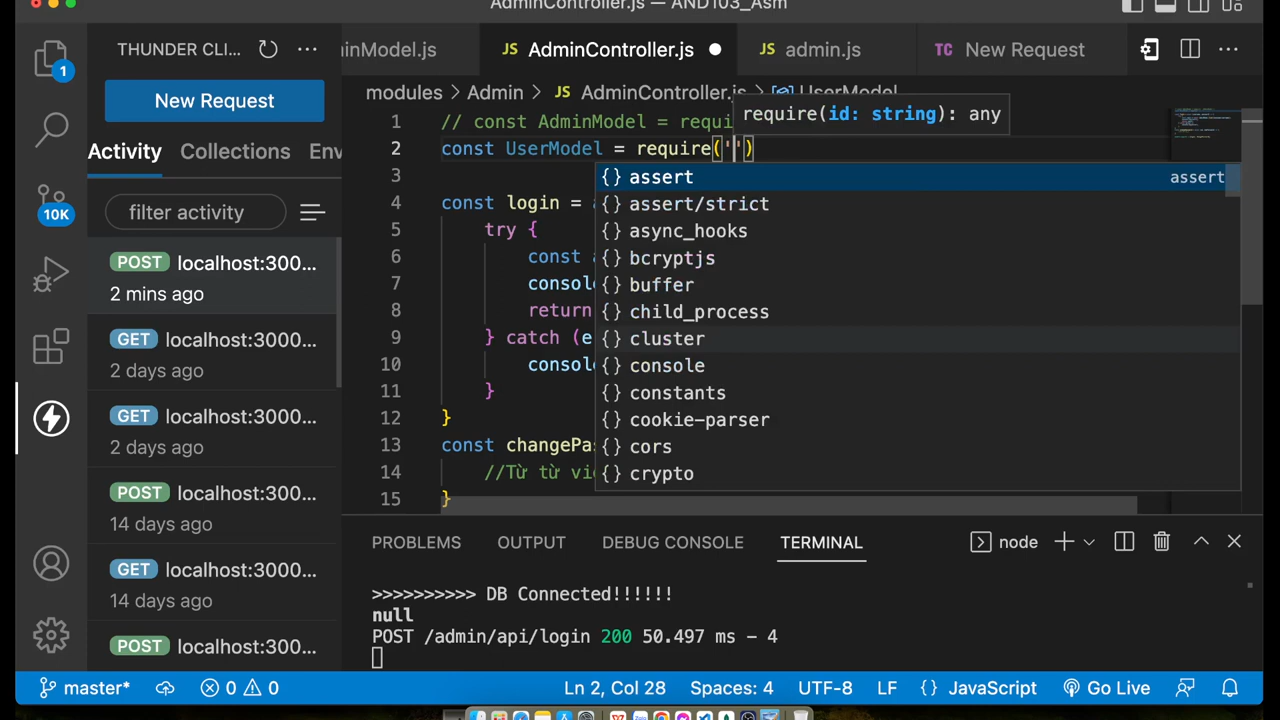 AdminController.js — AND103_Asm
THUNDER CLI...
inModel.js
AdminController.js
admin.js
New Request
1
New Request
modules > Admin > JS AdminController.js > UserModel
require(id: string): any
1 // const AdminModel = requi
2 const UserModel = require('')
3
4 const login = a
5 try {
6 const a
7 consol
8 return
9 } catch (e
10 consol
11 }
12 }
13 const changePa
14 //Từ từ vi
15 }
assert
assert
assert/strict
async_hooks
bcryptjs
buffer
child_process
cluster
console
constants
cookie-parser
cors
crypto
Activity
Collections
Env
filter activity
10K
POST localhost:300...
2 mins ago
GET localhost:3000...
2 days ago
GET localhost:3000...
2 days ago
POST localhost:3000...
14 days ago
GET localhost:3000...
14 days ago
POST localhost:3000...
PROBLEMS
OUTPUT
DEBUG CONSOLE
TERMINAL
node
>>>>>>>>>> DB Connected!!!!!!
null
POST /admin/api/login 200 50.497 ms - 4
master*
0
0
Ln 2, Col 28
Spaces: 4
UTF-8
LF
{} JavaScript
Go Live